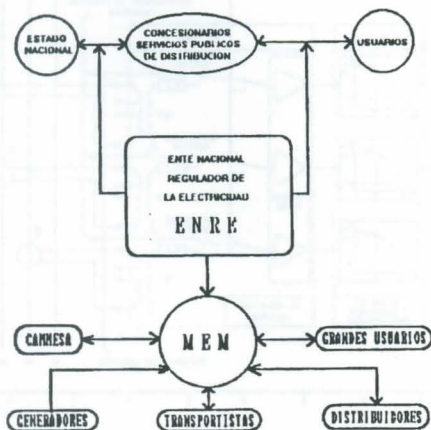 ESTADO
NACIONAL
CONCESIONARIOS
SERVICIOS PUBLICOS
DE DISTRIBUCION
USUARIOS
ENTE NACIONAL
REGULADOR DE
LA ELECTRICIDAD
ENRE
MEM
CAMMESA
GRANDES USUARIOS
GENERADORES
TRANSPORTISTAS
DISTRIBUIDORES